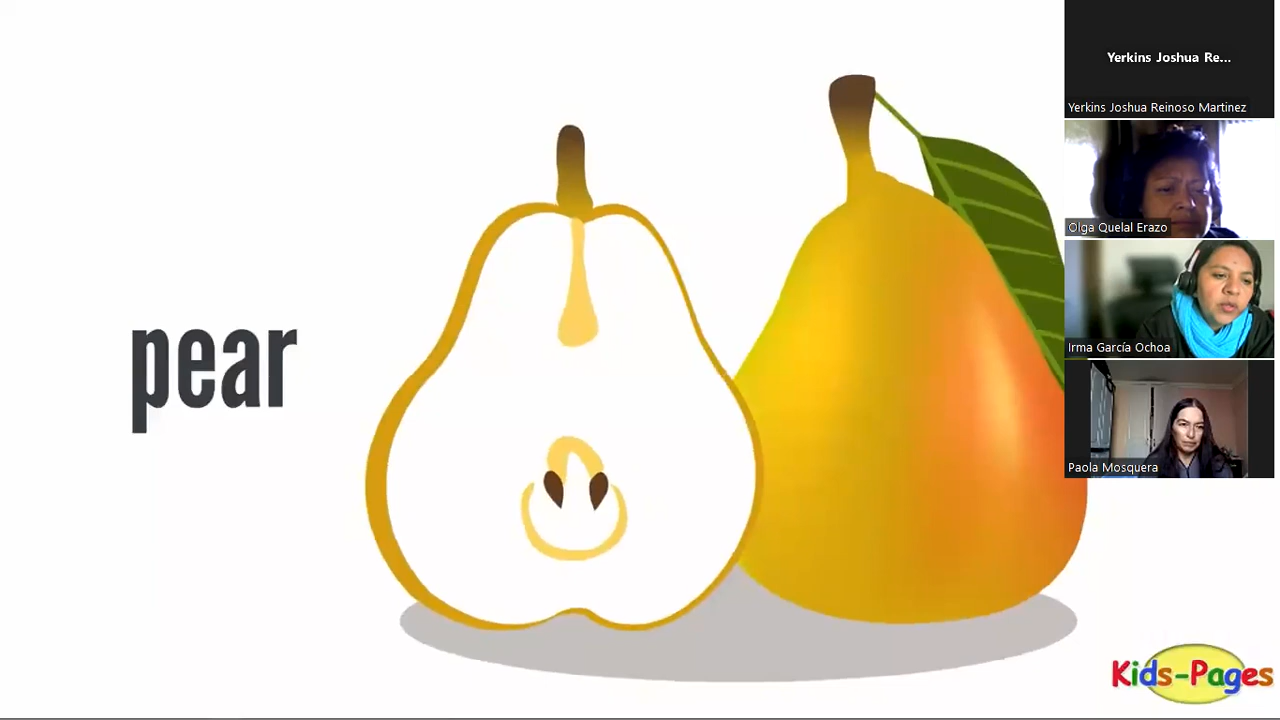 pear
Yerkins Joshua Re...
Yerkins Joshua Reinoso Martinez
Olga Quelal Erazo
Irma García Ochoa
Paola Mosquera
Kids-Pages